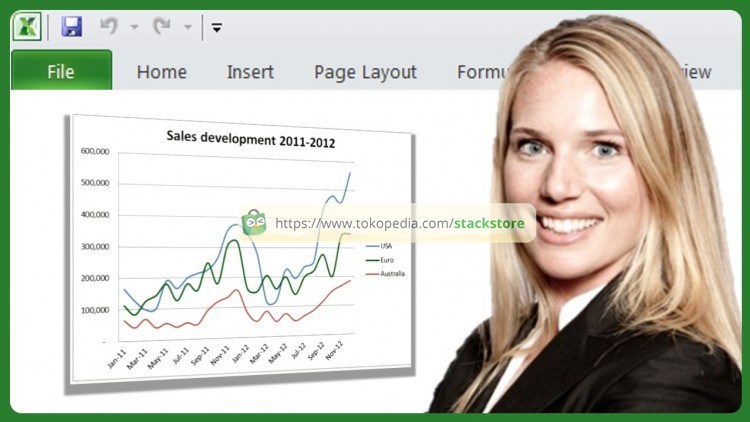 File Home Insert Page Layout Formu view
Sales development 2011-2012
600,000
500,000
400,000
300,000
200,000
100,000
-
USA
Euro
Australia
Jan-11 Mar-11 May-11 Jul-11 Sep-11 Nov-11 Jan-12 Mar-12 May-12 Jul-12 Sep-12 Nov-12
https://www.tokopedia.com/stackstore